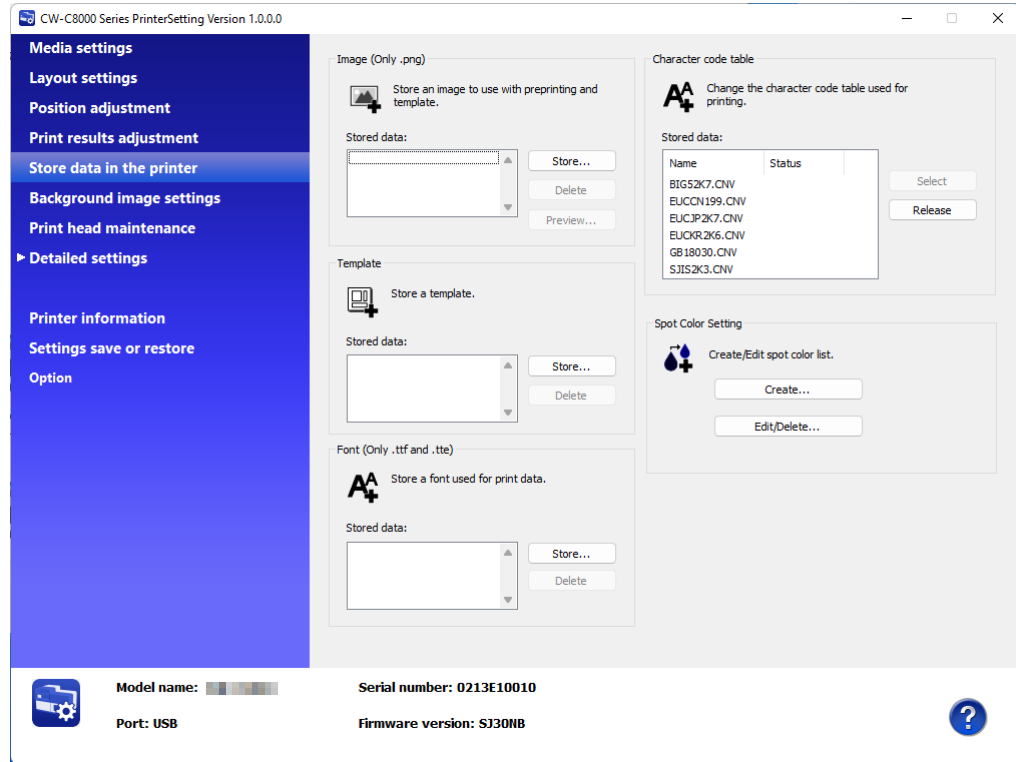 CW-C8000 Series PrinterSetting Version 1.0.0.0
Media settings
Layout settings
Position adjustment
Print results adjustment
Store data in the printer
Background image settings
Print head maintenance
Detailed settings
Printer information
Settings save or restore
Option
Image (Only .png)
Store an image to use with preprinting and
template.
Stored data:
Store...
Delete
Preview...
Template
Store a template.
Stored data:
Store...
Delete
Font (Only .ttf and .tte)
Store a font used for print data.
Stored data:
Store...
Delete
Character code table
Change the character code table used for
printing.
Stored data:
Name Status
BIG52K7.CNV
EUCCN199.CNV
EUCJP2K7.CNV
EUCKR2K6.CNV
GB18030.CNV
SJIS2K3.CNV
Select
Release
Spot Color Setting
Create/Edit spot color list.
Create...
Edit/Delete...
Model name:
Serial number: 0213E10010
Port: USB
Firmware version: SJ30NB